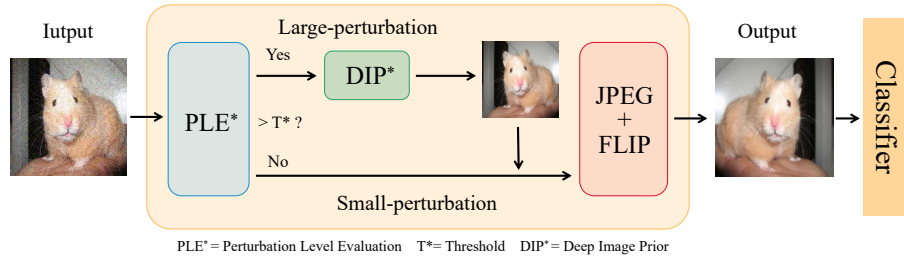 Iutput
Large-perturbation
Output
Yes
DIP*
PLE*
> T* ?
JPEG
+
FLIP
No
Small-perturbation
Classifier
PLE* = Perturbation Level Evaluation T*= Threshold DIP* = Deep Image Prior